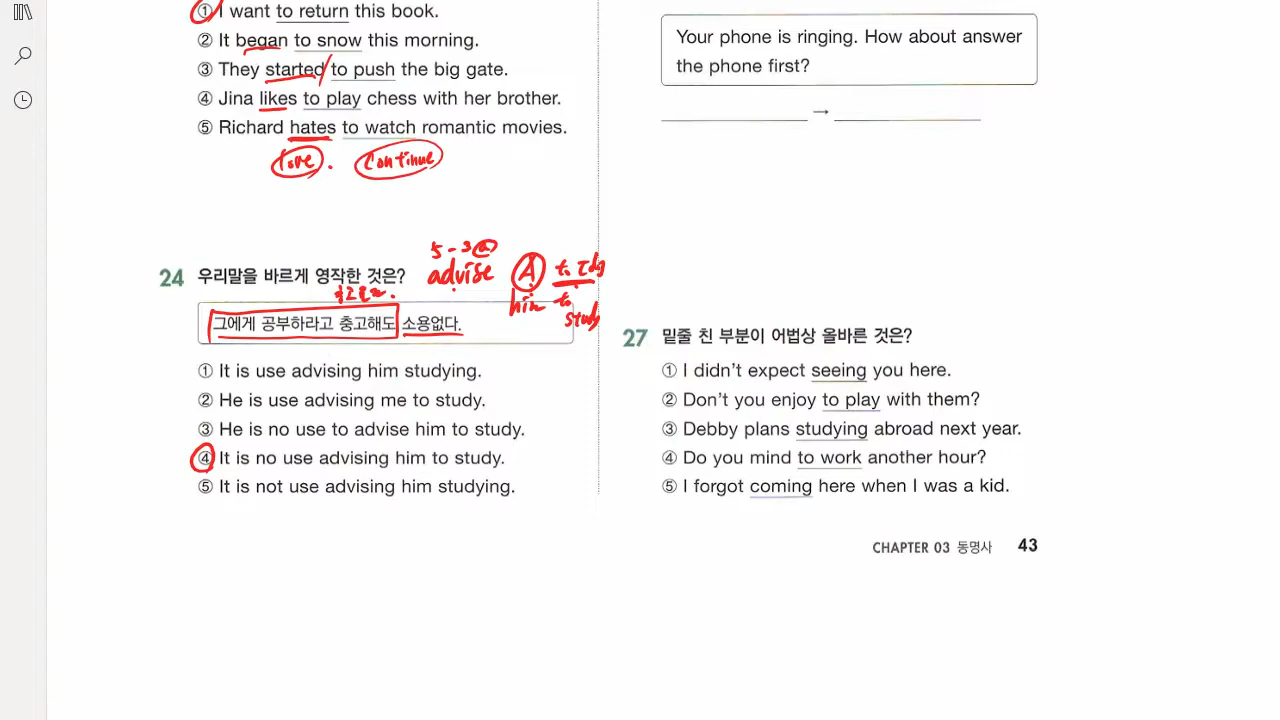 ① I want to return this book.
② It began to snow this morning.
③ They started to push the big gate.
④ Jina likes to play chess with her brother.
⑤ Richard hates to watch romantic movies.
love. continue
5-3
advise A to
him to
study
24 우리말을 바르게 영작한 것은?
그에게 공부하라고 충고해도 소용없다.
① It is use advising him studying.
② He is use advising me to study.
③ He is no use to advise him to study.
④ It is no use advising him to study.
⑤ It is not use advising him studying.
Your phone is ringing. How about answer
the phone first?
→
27 밑줄 친 부분이 어법상 올바른 것은?
① I didn't expect seeing you here.
② Don't you enjoy to play with them?
③ Debby plans studying abroad next year.
④ Do you mind to work another hour?
⑤ I forgot coming here when I was a kid.
CHAPTER 03 동명사 43